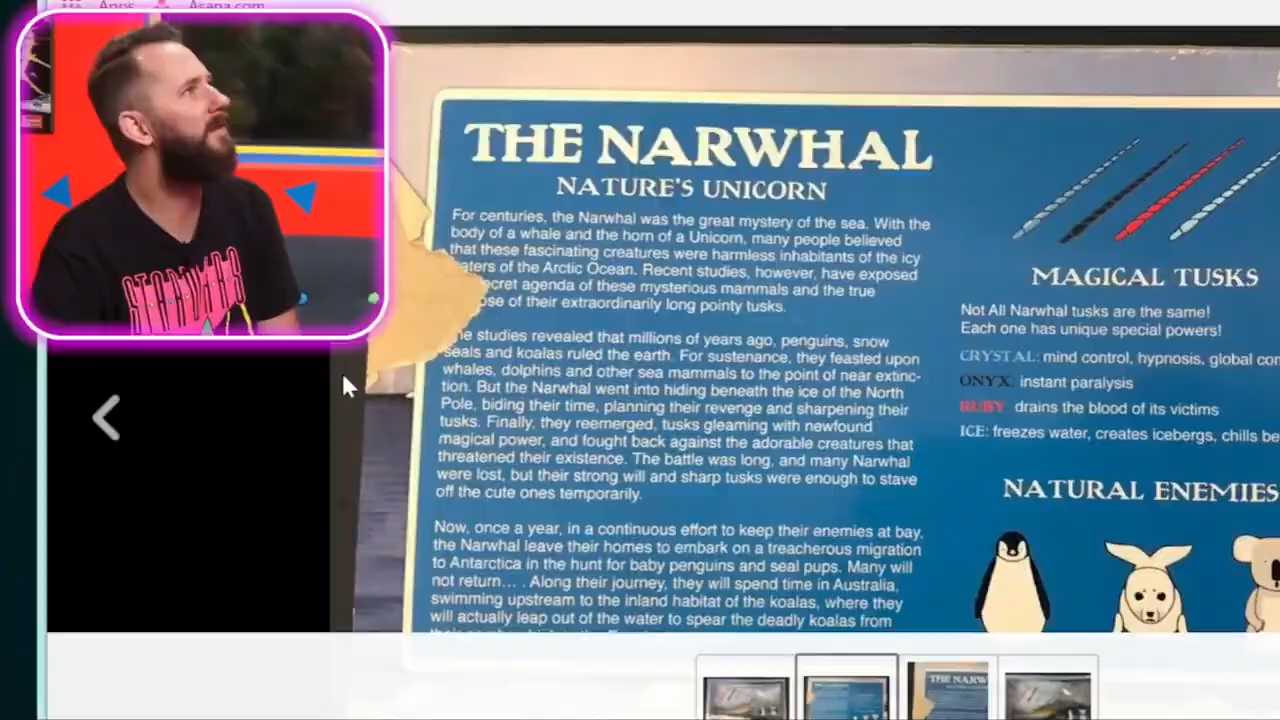 Apps
Asana.com
THE NARWHAL
NATURE'S UNICORN
For centuries, the Narwhal was the great mystery of the sea. With the
body of a whale and the horn of a Unicorn, many people believed
that these fascinating creatures were harmless inhabitants of the icy
aters of the Arctic Ocean. Recent studies, however, have exposed
ecret agenda of these mysterious mammals and the true
ose of their extraordinarily long pointy tusks.
he studies revealed that millions of years ago, penguins, snow
seals and koalas ruled the earth. For sustenance, they feasted upon
whales, dolphins and other sea mammals to the point of near extinc-
tion. But the Narwhal went into hiding beneath the ice of the North
Pole, biding their time, planning their revenge and sharpening their
tusks. Finally, they reemerged, tusks gleaming with newfound
magical power, and fought back against the adorable creatures that
threatened their existence. The battle was long, and many Narwhal
were lost, but their strong will and sharp tusks were enough to stave
off the cute ones temporarily.
Now, once a year, in a continuous effort to keep their enemies at bay,
the Narwhal leave their homes to embark on a treacherous migration
to Antarctica in the hunt for baby penguins and seal pups. Many will
not return... . Along their journey, they will spend time in Australia,
swimming upstream to the inland habitat of the koalas, where they
will actually leap out of the water to spear the deadly koalas from
MAGICAL TUSKS
Not All Narwhal tusks are the same!
Each one has unique special powers!
CRYSTAL: mind control, hypnosis, global con
ONYX: instant paralysis
RUBY drains the blood of its victims
ICE: freezes water, creates icebergs, chills be
NATURAL ENEMIES
THE NARW